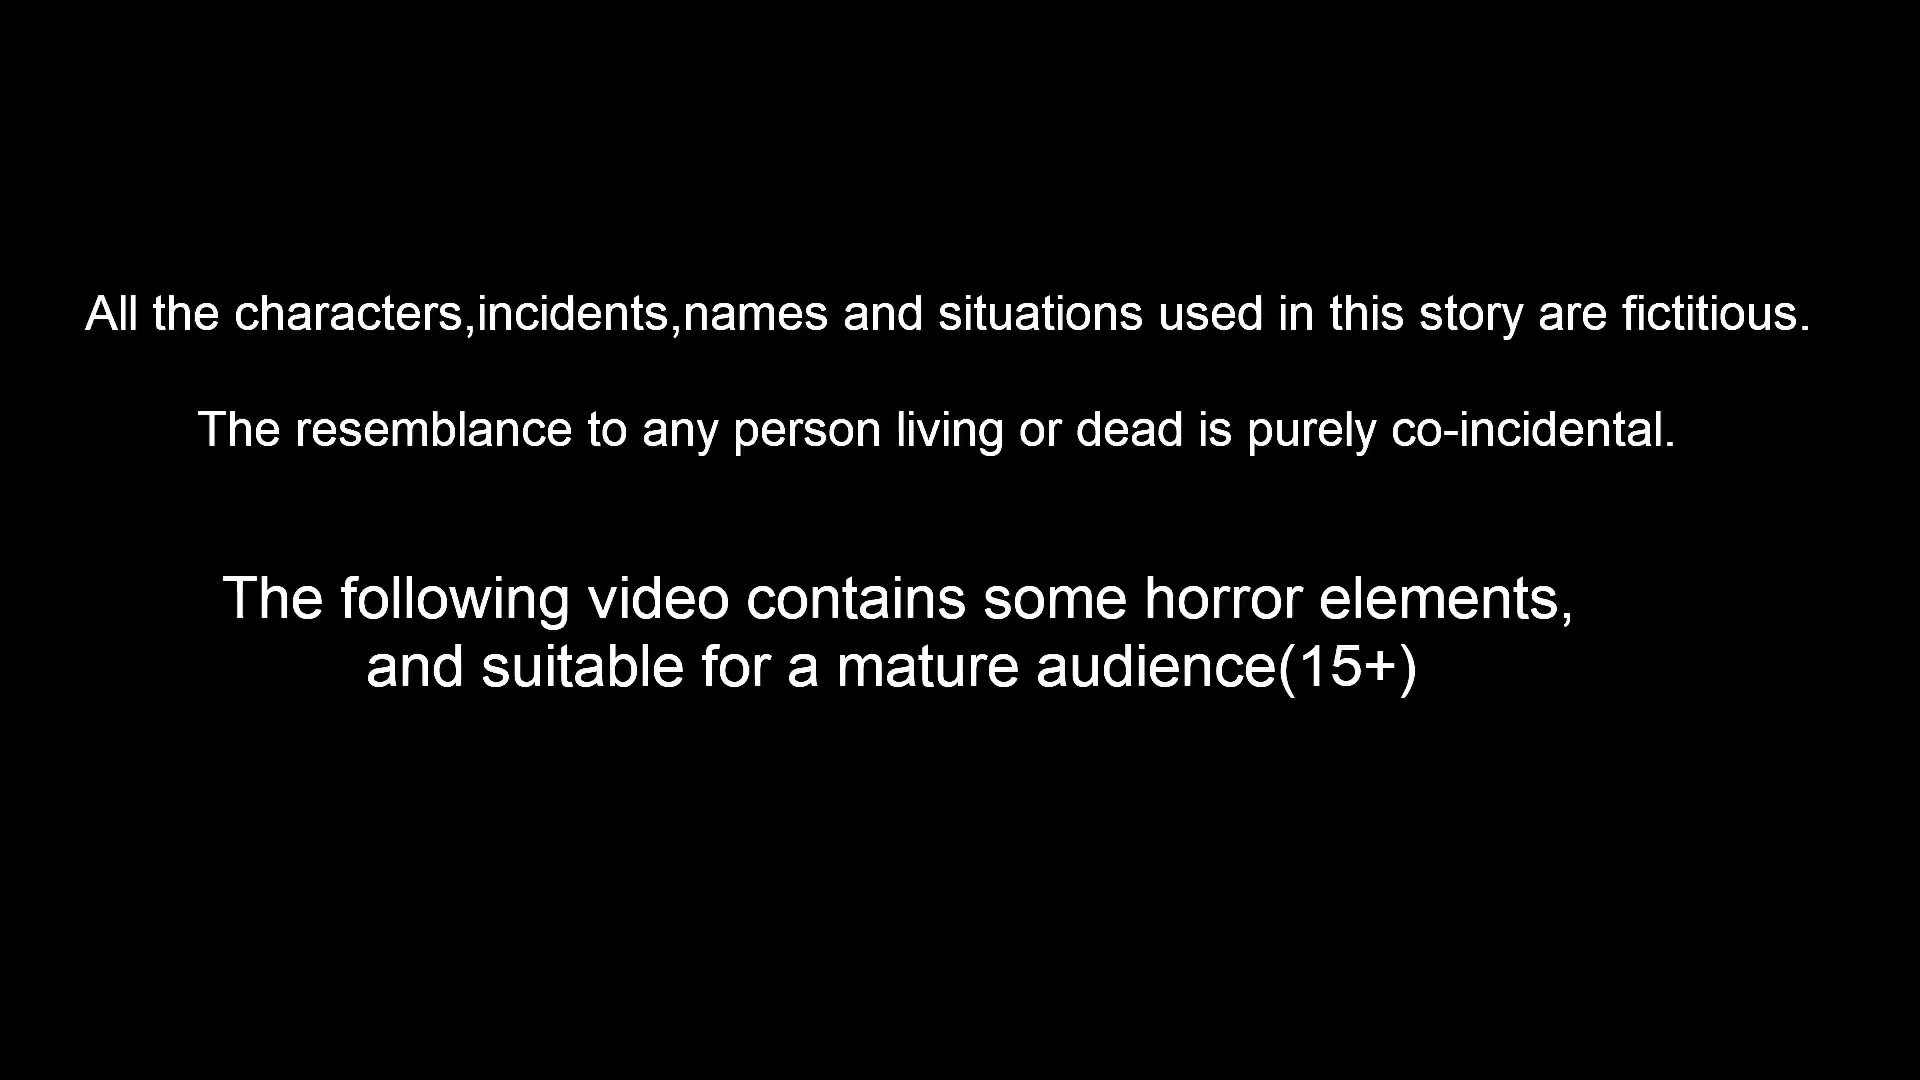 All the characters,incidents,names and situations used in this story are fictitious.
The resemblance to any person living or dead is purely co-incidental.
The following video contains some horror elements,
and suitable for a mature audience(15+)